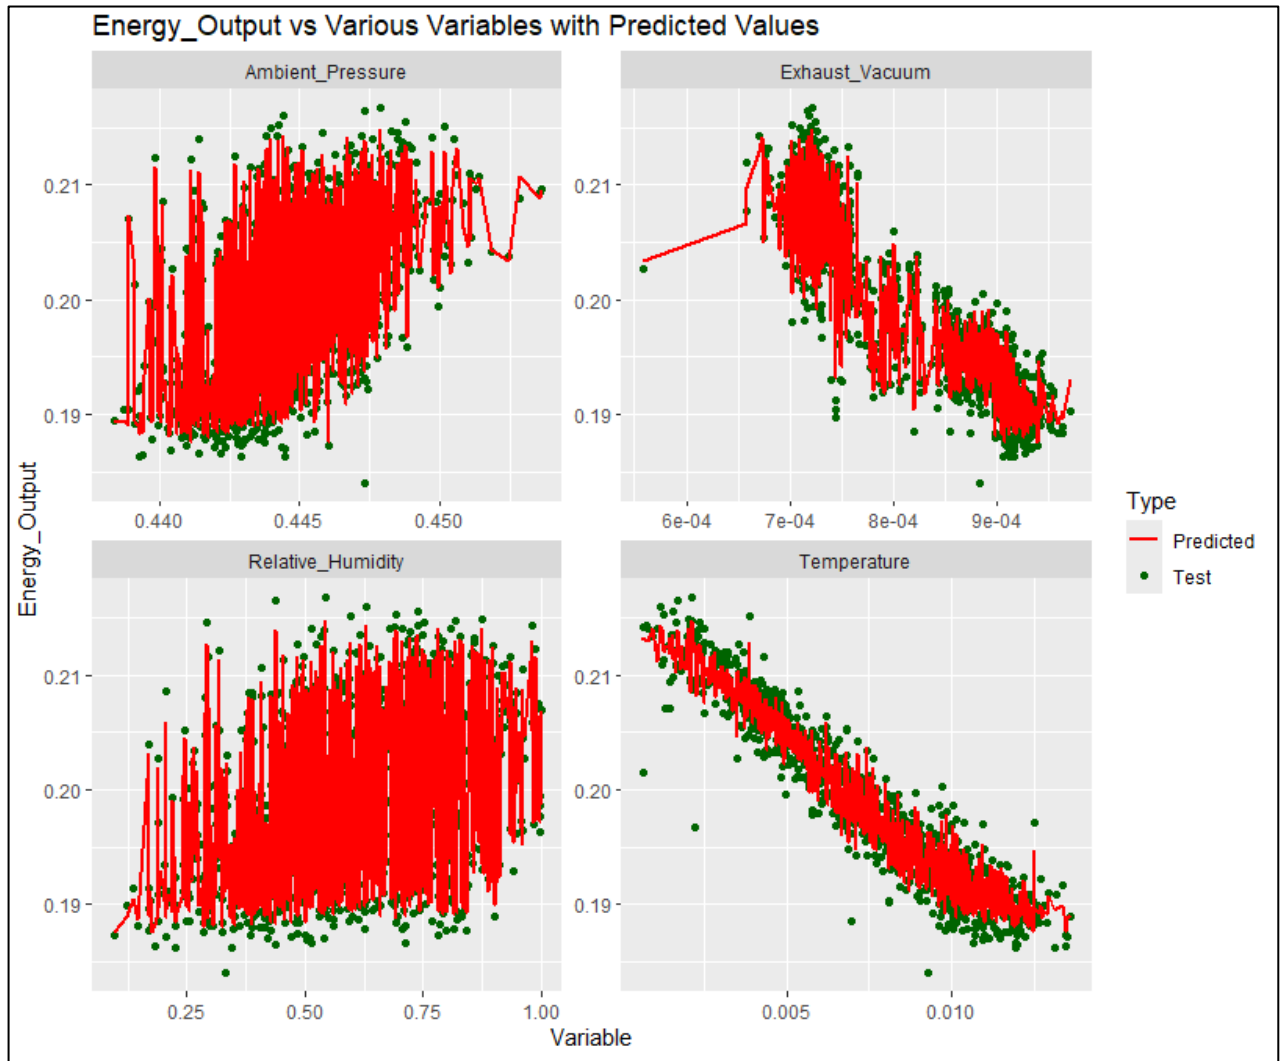 Energy_Output vs Various Variables with Predicted Values
Ambient_Pressure
Exhaust_Vacuum
0.21
0.20
0.19
0.440 0.445 0.450
0.21
0.20
0.19
6e-04 7e-04 8e-04 9e-04
Energy_Output
Type
Predicted
Test
Relative_Humidity
Temperature
0.21
0.20
0.19
0.25 0.50 0.75 1.00
0.21
0.20
0.19
0.005 0.010
Variable